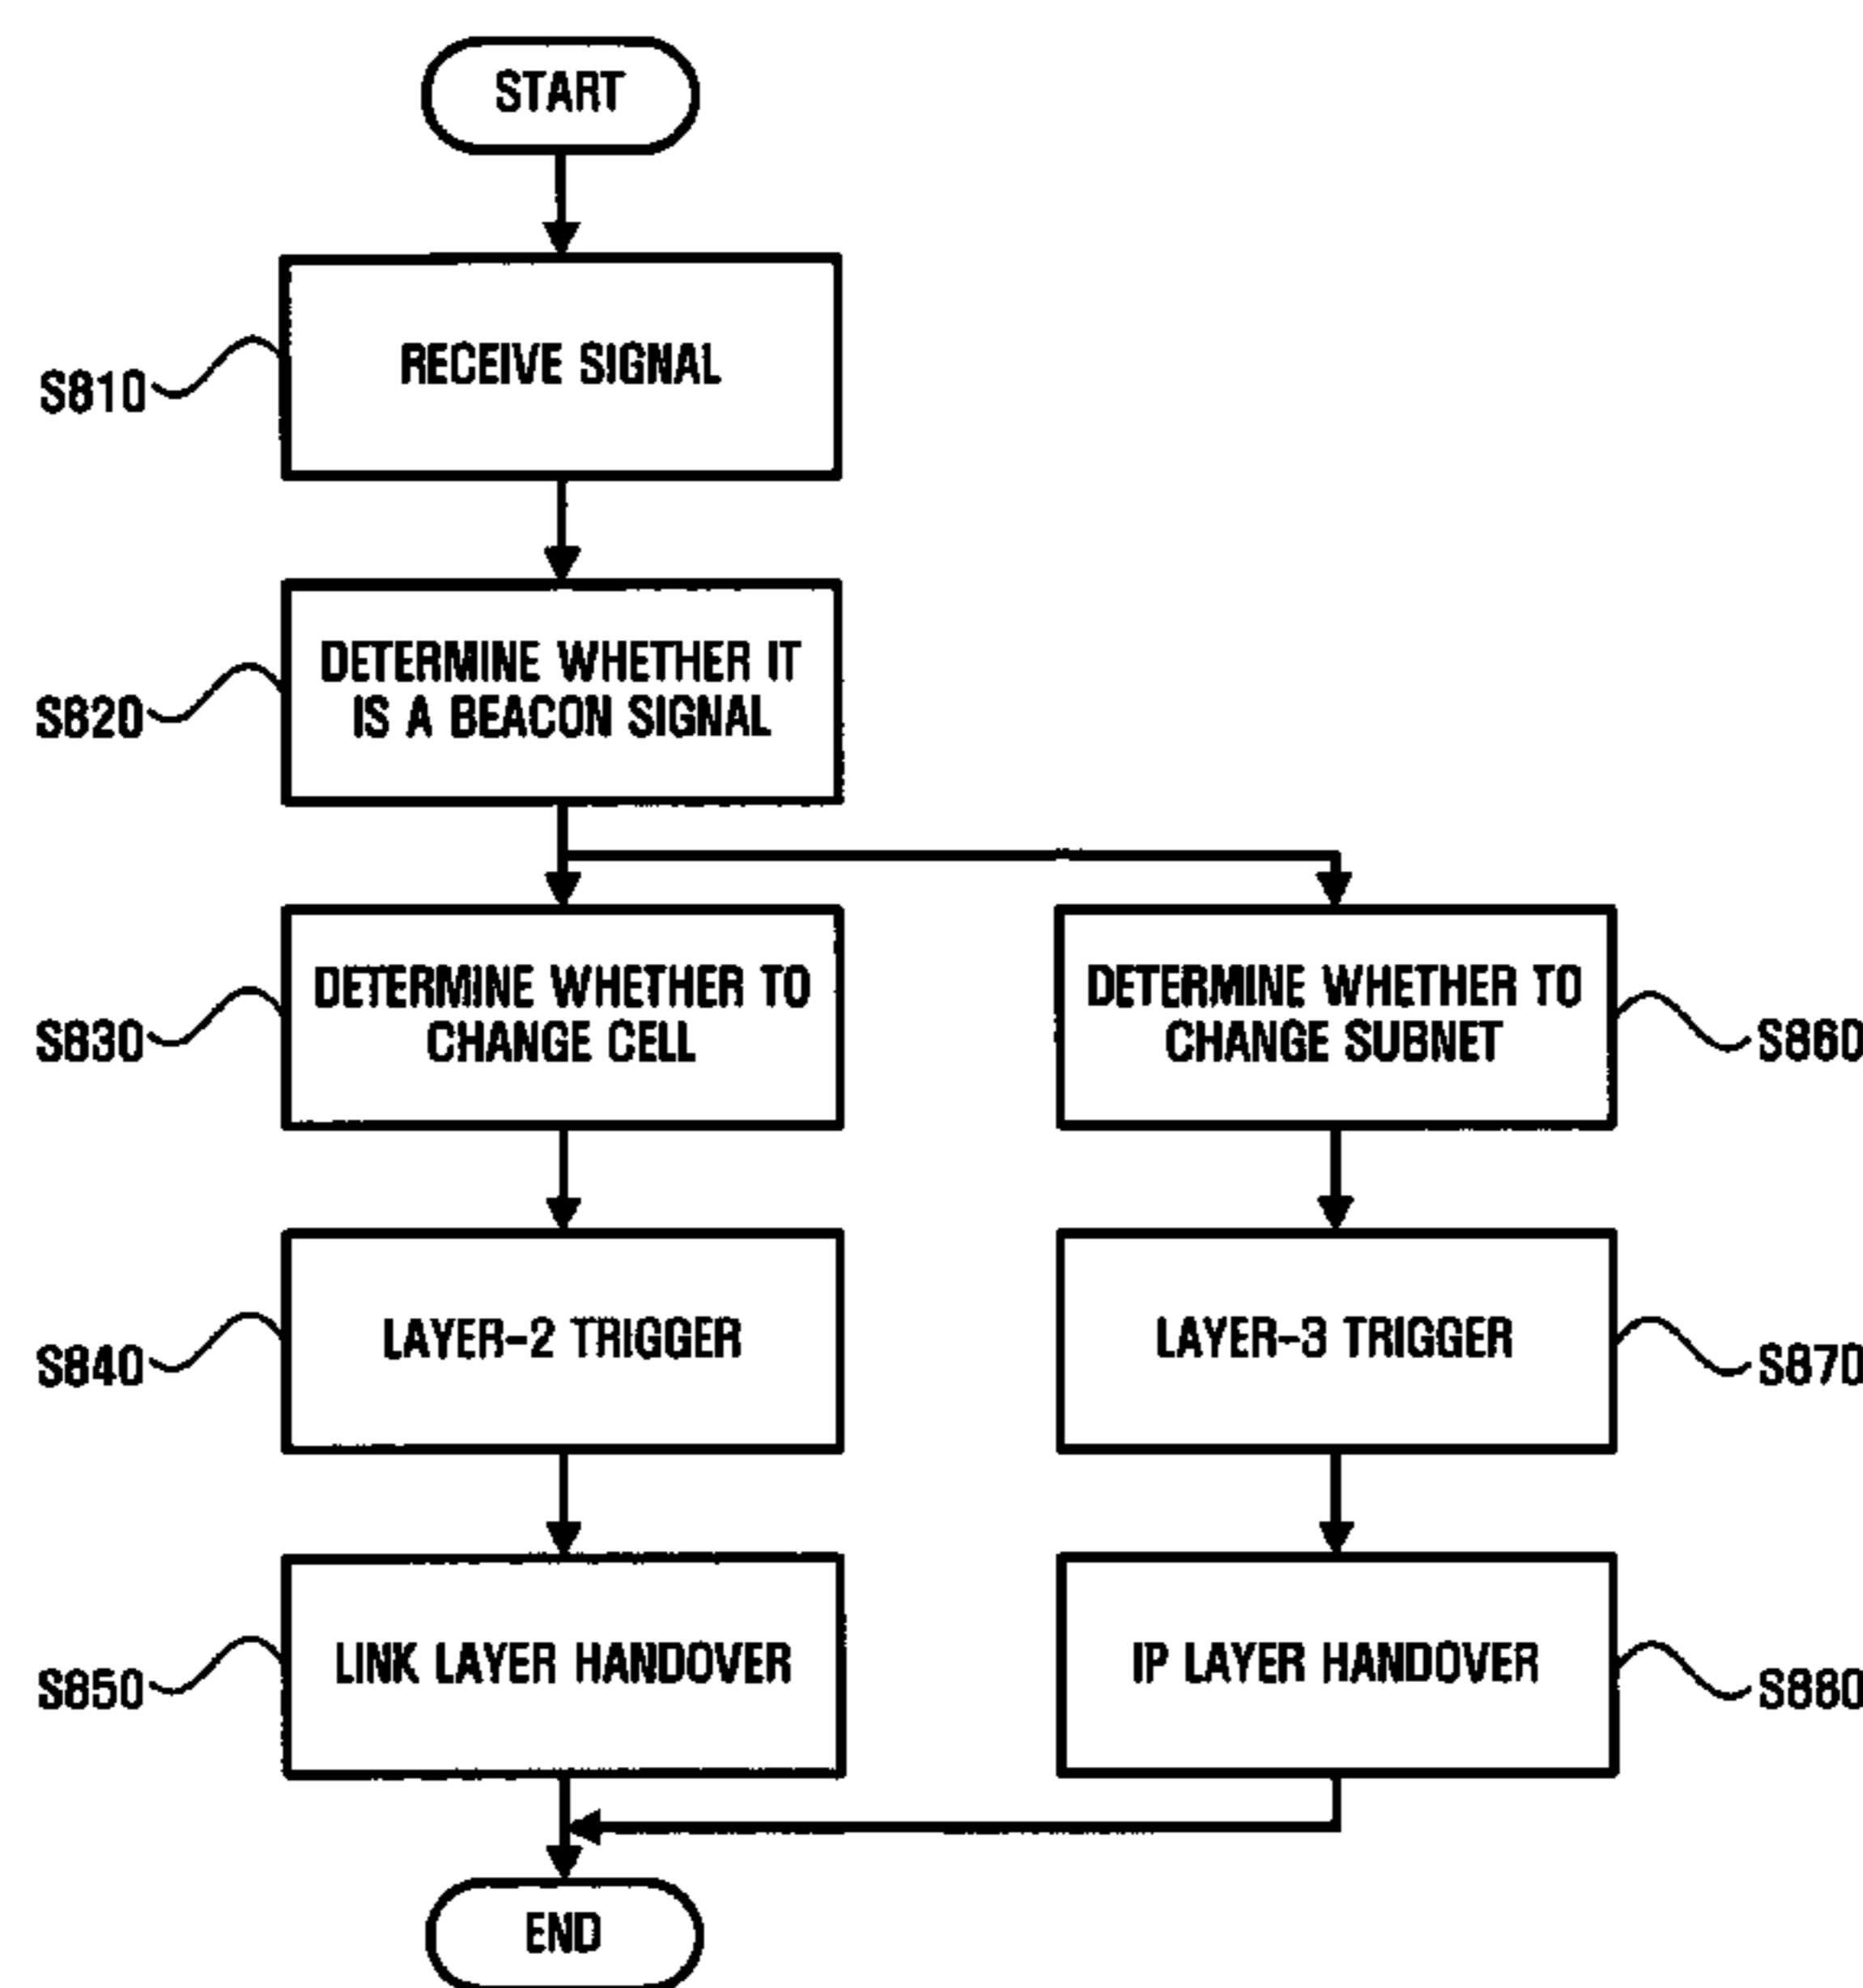 START
RECEIVE SIGNAL
S810
DETERMINE WHETHER IT
IS A BEACON SIGNAL
S820
DETERMINE WHETHER TO
CHANGE CELL
S830
DETERMINE WHETHER TO
CHANGE SUBNET
S860
LAYER-2 TRIGGER
S840
LAYER-3 TRIGGER
S870
LINK LAYER HANDOVER
S850
IP LAYER HANDOVER
S880
END